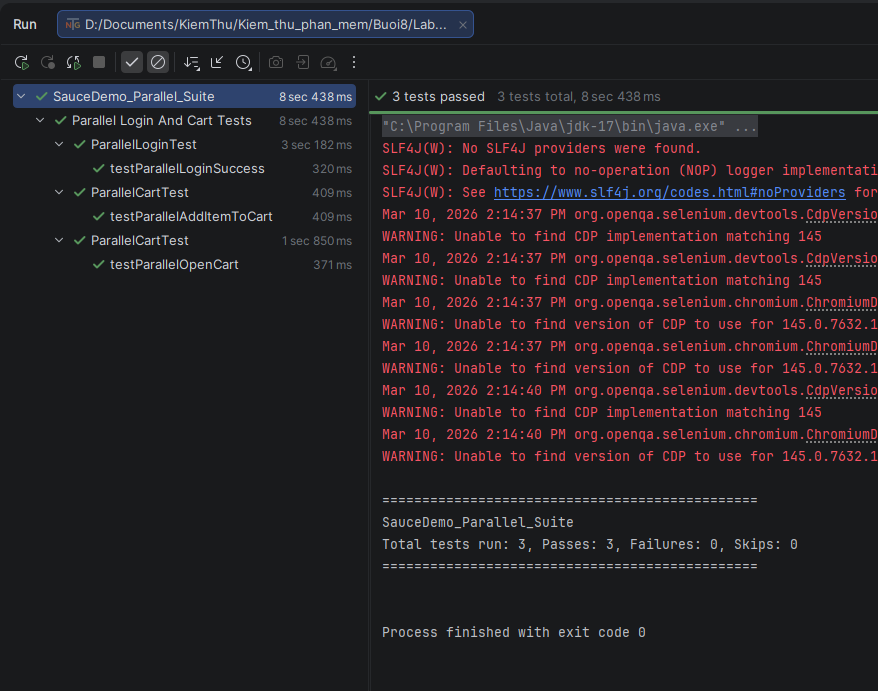 Run
D:/Documents/KiemThu/Kiem_thu_phan_mem/Buoi8/Lab...
SauceDemo_Parallel_Suite 8 sec 438 ms
Parallel Login And Cart Tests 8 sec 438 ms
ParallelLoginTest 3 sec 182 ms
testParallelLoginSuccess 320 ms
ParallelCartTest 409 ms
testParallelAddItemToCart 409 ms
ParallelCartTest 1 sec 850 ms
testParallelOpenCart 371 ms
3 tests passed 3 tests total, 8 sec 438 ms
"C:\Program Files\Java\jdk-17\bin\java.exe" ...
SLF4J(W): No SLF4J providers were found.
SLF4J(W): Defaulting to no-operation (NOP) logger implementati
SLF4J(W): See https://www.slf4j.org/codes.html#noProviders for
Mar 10, 2026 2:14:37 PM org.openqa.selenium.devtools.CdpVersio
WARNING: Unable to find CDP implementation matching 145
Mar 10, 2026 2:14:37 PM org.openqa.selenium.devtools.CdpVersio
WARNING: Unable to find CDP implementation matching 145
Mar 10, 2026 2:14:37 PM org.openqa.selenium.chromium.ChromiumD
WARNING: Unable to find version of CDP to use for 145.0.7632.1
Mar 10, 2026 2:14:37 PM org.openqa.selenium.chromium.ChromiumD
WARNING: Unable to find version of CDP to use for 145.0.7632.1
Mar 10, 2026 2:14:40 PM org.openqa.selenium.devtools.CdpVersio
WARNING: Unable to find CDP implementation matching 145
Mar 10, 2026 2:14:40 PM org.openqa.selenium.chromium.ChromiumD
WARNING: Unable to find version of CDP to use for 145.0.7632.1
===============================================
SauceDemo_Parallel_Suite
Total tests run: 3, Passes: 3, Failures: 0, Skips: 0
===============================================
Process finished with exit code 0